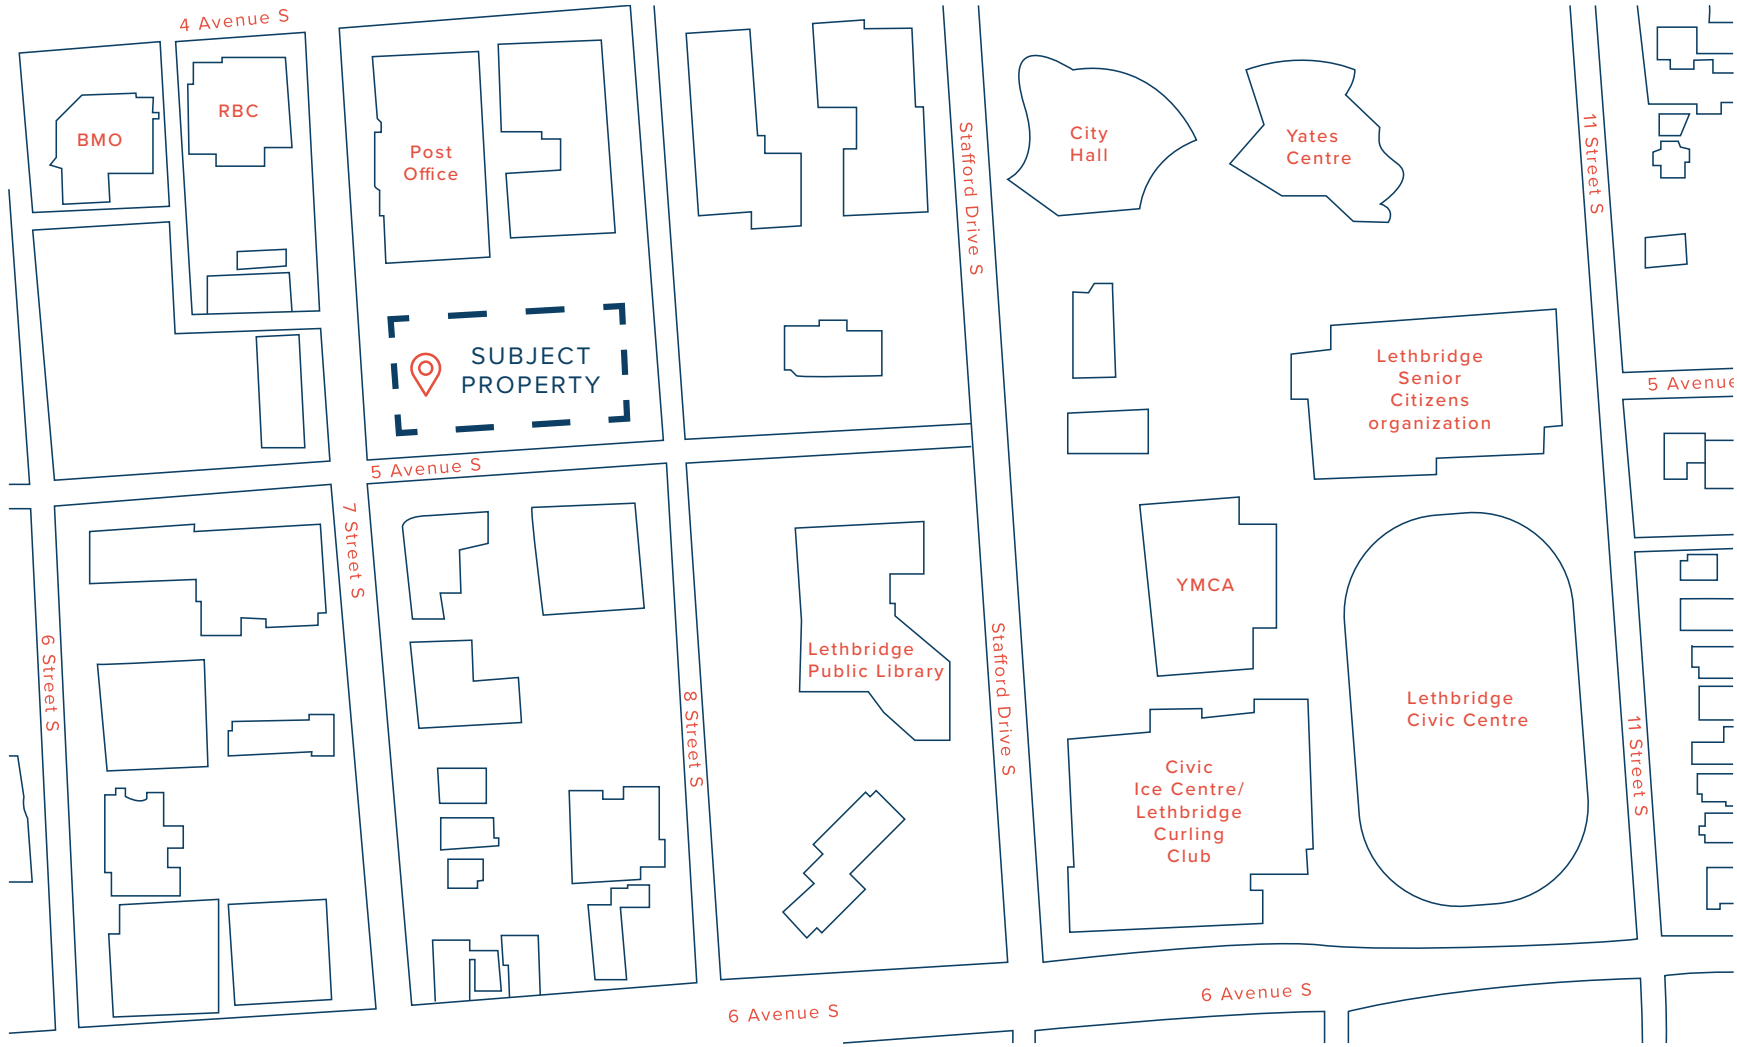 4 Avenue S
BMO
RBC
Post
Office
City
Hall
Yates
Centre
Stafford Drive S
11 Street S
SUBJECT
PROPERTY
Lethbridge
Senior
Citizens
organization
5 Avenue
5 Avenue S
7 Street S
6 Street S
8 Street S
Lethbridge
Public Library
Stafford Drive S
YMCA
Lethbridge
Civic Centre
11 Street S
Civic
Ice Centre/
Lethbridge
Curling
Club
6 Avenue S
6 Avenue S